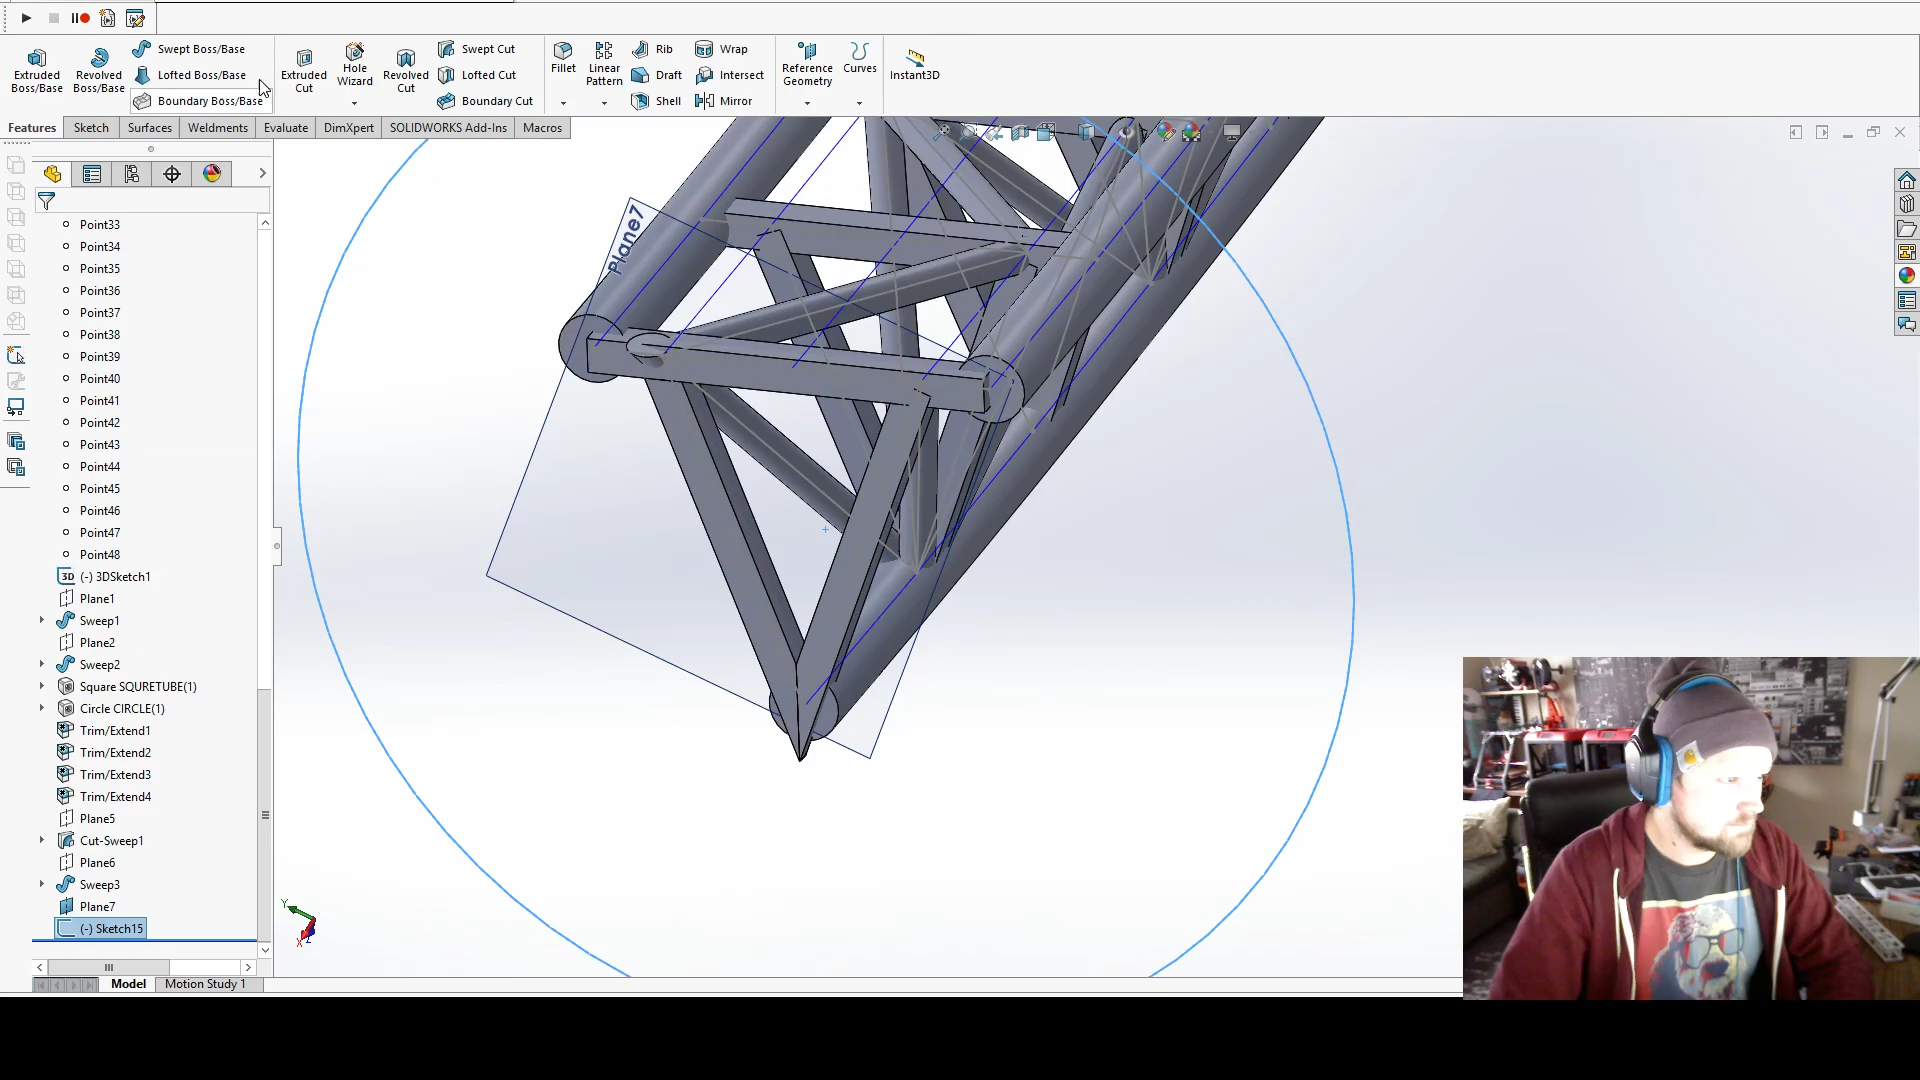 Extruded Boss/Base
Revolved Boss/Base
Swept Boss/Base
Lofted Boss/Base
Boundary Boss/Base
Extruded Cut
Hole Wizard
Revolved Cut
Swept Cut
Lofted Cut
Boundary Cut
Fillet
Linear Pattern
Rib
Draft
Shell
Wrap
Intersect
Mirror
Reference Geometry
Curves
Instant3D
Features
Sketch
Surfaces
Weldments
Evaluate
DimXpert
SOLIDWORKS Add-Ins
Macros
Point33
Point34
Point35
Point36
Point37
Point38
Point39
Point40
Point41
Point42
Point43
Point44
Point45
Point46
Point47
Point48
3D (-) 3DSketch1
Plane1
Sweep1
Plane2
Sweep2
Square SQURETUBE(1)
Circle CIRCLE(1)
Trim/Extend1
Trim/Extend2
Trim/Extend3
Trim/Extend4
Plane5
Cut-Sweep1
Plane6
Sweep3
Plane7
(-) Sketch15
Plane7
Y
X
Z
Model
Motion Study 1